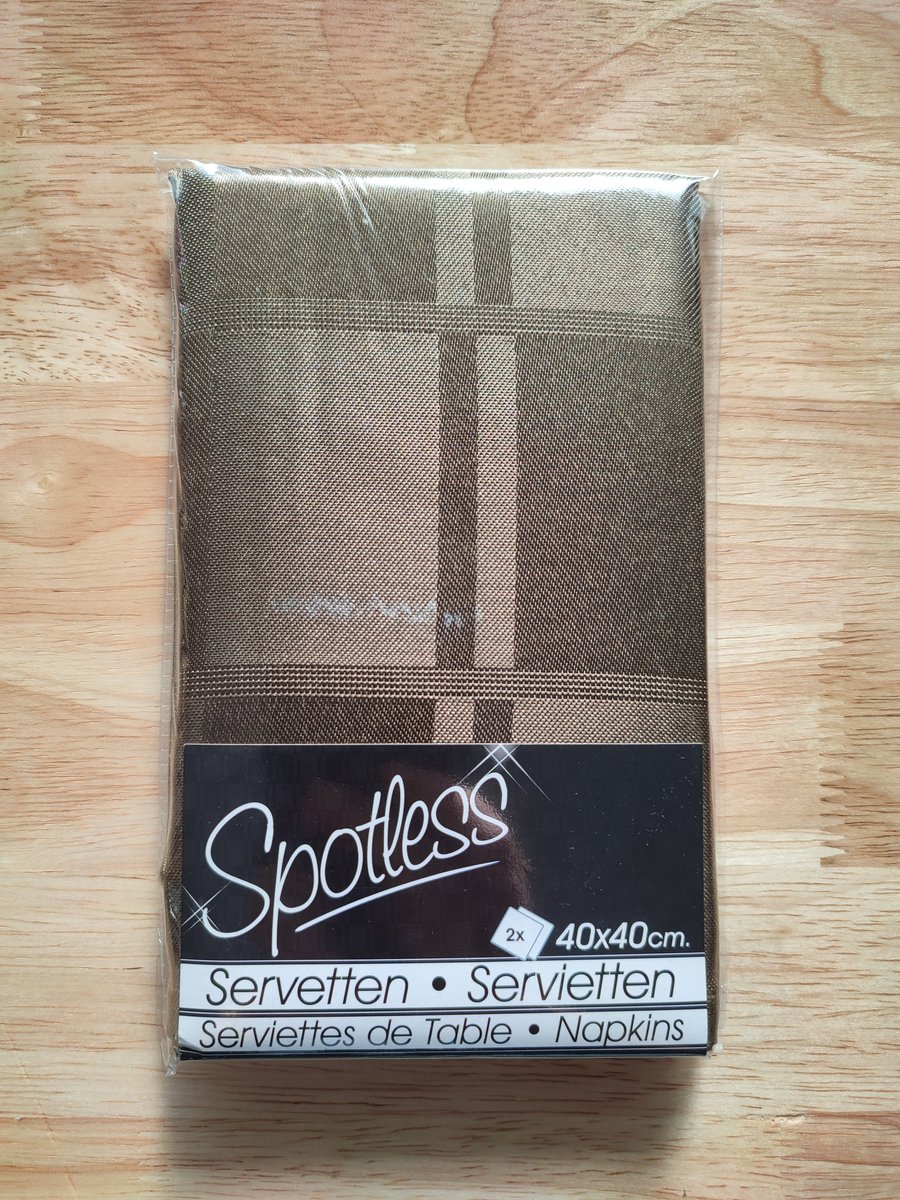 Spotless
2x
40x40cm.
Servetten • Servietten
Serviettes de Table • Napkins